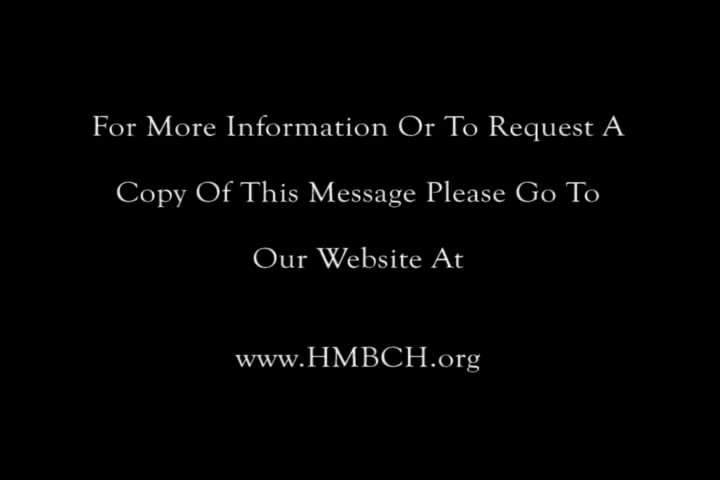 For More Information Or To Request A
Copy Of This Message Please Go To
Our Website At
www.HMBCH.org